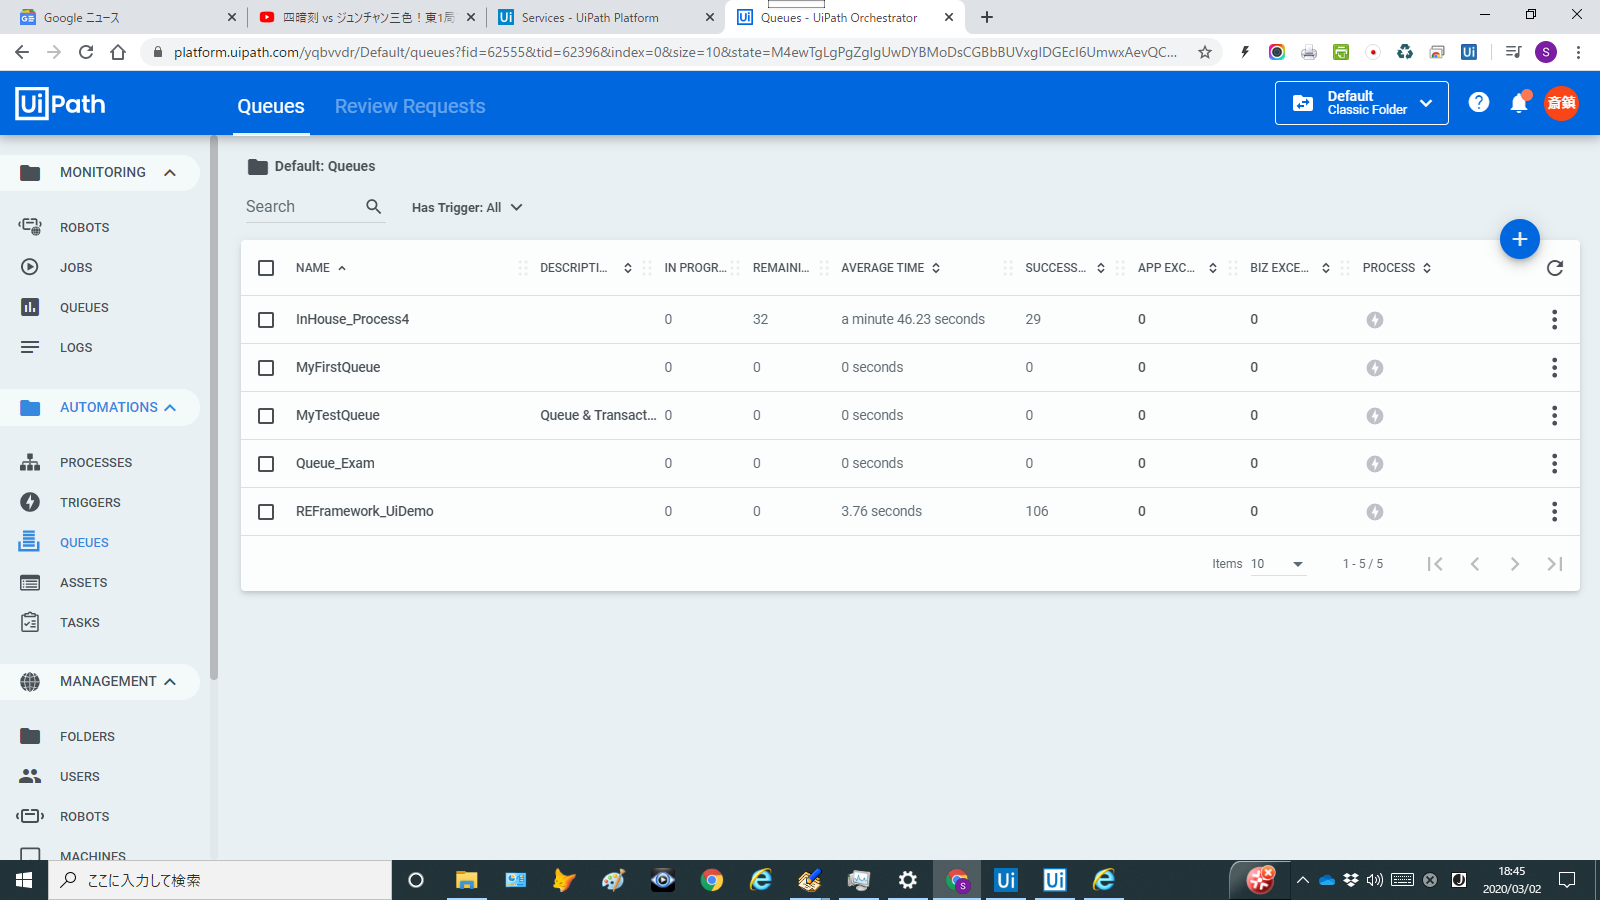 Google ニュース
四暗刻 vs ジュンチャン三色！東1局
Services - UiPath Platform
Queues - UiPath Orchestrator
platform.uipath.com/yqbvvdr/Default/queues?fid=62555&tid=62396&index=0&size=10&state=M4ewTgLgPgZgIgUwDYBMoDsCGBbBUVxgIDGEcI6UmwxAevQC...
S
UiPath
Queues
Review Requests
Default
Classic Folder
斎鎮
MONITORING
ROBOTS
JOBS
QUEUES
LOGS
AUTOMATIONS
PROCESSES
TRIGGERS
QUEUES
ASSETS
TASKS
MANAGEMENT
FOLDERS
USERS
ROBOTS
MACHINES
Default: Queues
Search
Has Trigger: All
NAME DESCRIPTI... IN PROGR... REMAINI... AVERAGE TIME SUCCESS... APP EXC... BIZ EXCE... PROCESS
InHouse_Process4 0 32 a minute 46.23 seconds 29 0 0
MyFirstQueue 0 0 0 seconds 0 0 0
MyTestQueue Queue & Transact... 0 0 0 seconds 0 0 0
Queue_Exam 0 0 0 seconds 0 0 0
REFramework_UiDemo 0 0 3.76 seconds 106 0 0
Items 10 1 - 5 / 5
ここに入力して検索
18:45
2020/03/02